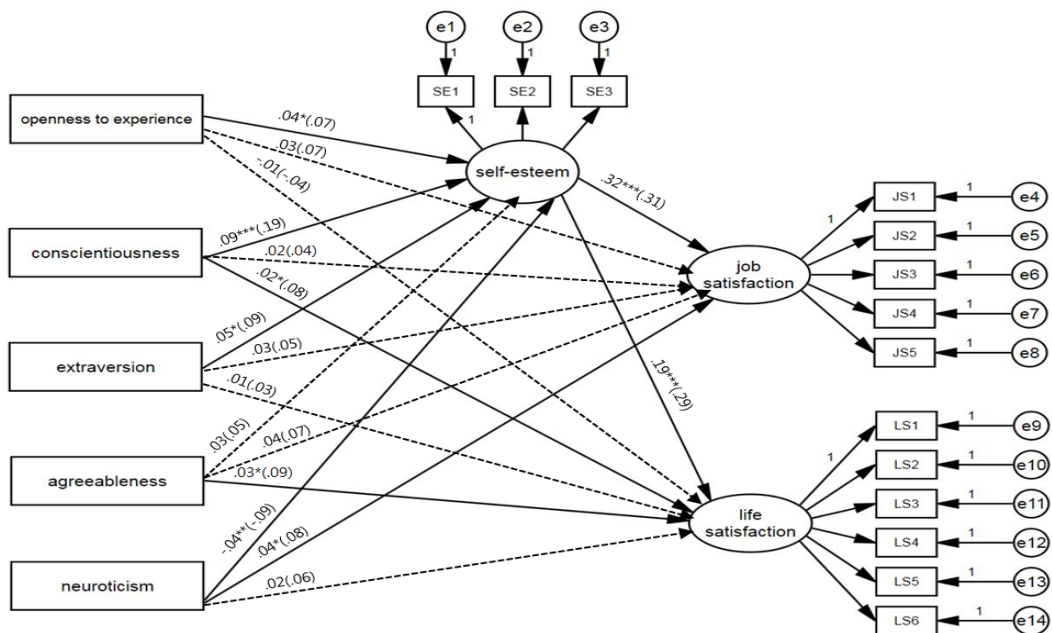 e1
e2
e3
1
1
1
SE1
SE2
SE3
1
openness to experience
.04*(.07)
.03(.07)
-.01(-.04)
self-esteem
.32***(.31)
conscientiousness
.09***(.19)
.02(.04)
.02*(.08)
job
satisfaction
1
JS1
1
e4
JS2
1
e5
JS3
1
e6
JS4
1
e7
JS5
1
e8
extraversion
.05*(.09)
.03(.05)
.01(.03)
.19***(.29)
agreeableness
.03(.05)
.04(.07)
.03*(.09)
life
satisfaction
1
LS1
1
e9
LS2
1
e10
LS3
1
e11
LS4
1
e12
LS5
1
e13
LS6
1
e14
neuroticism
-.04**(-.09)
.04*(.08)
.02(.06)